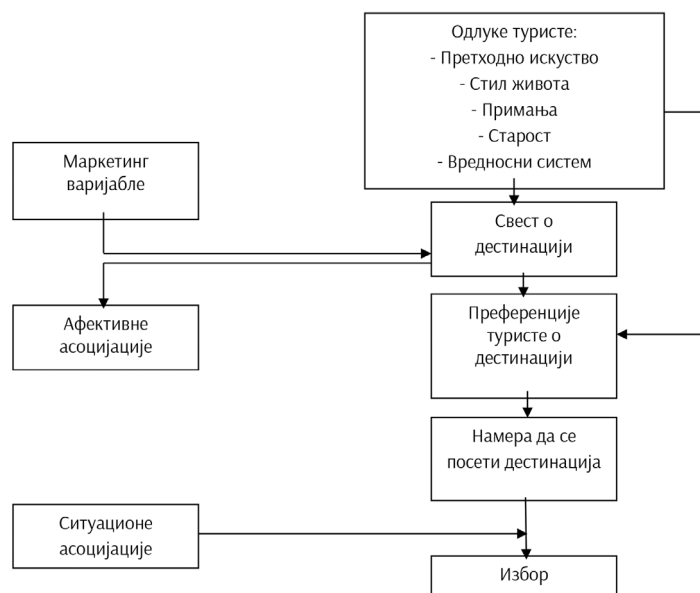 Одлуке туристе:
- Претходно искуство
- Стил живота
- Примања
- Старост
- Вредносни систем
Маркетинг
варијабле
Свест о
дестинацији
Афективне
асоцијације
Преференције
туристе о
дестинацији
Намера да се
посети дестинација
Ситуационе
асоцијације
Избор